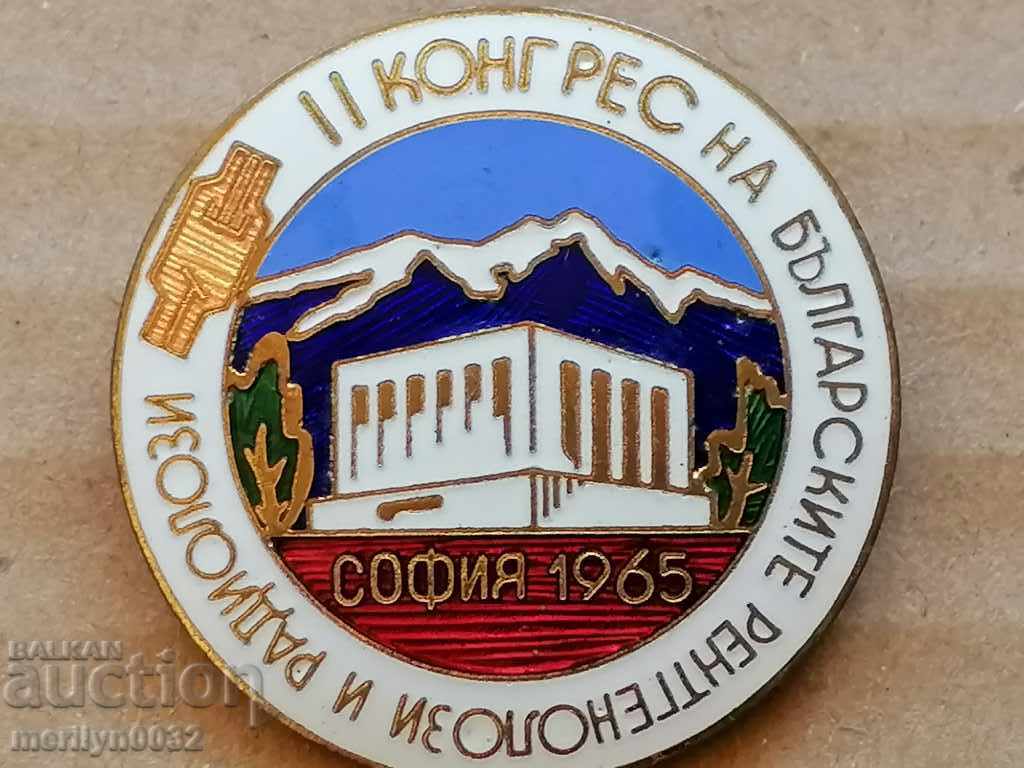 II КОНГРЕС НА БЪЛГАРСКИТЕ РЕНТГЕНОЛОЗИ И РАДИОЛОЗИ
СОФИЯ 1965
BALKAN
auction
merilyn0032